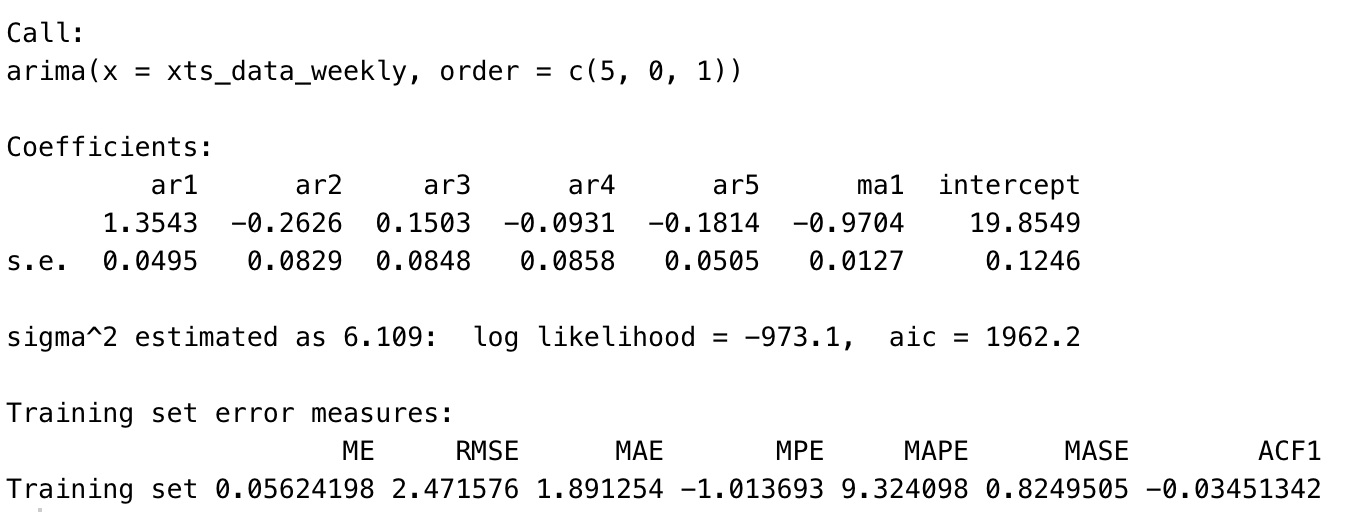 Call:
arima(x = xts_data_weekly, order = c(5, 0, 1))
Coefficients:
ar1 ar2 ar3 ar4 ar5 ma1 intercept
1.3543 −0.2626 0.1503 −0.0931 −0.1814 −0.9704 19.8549
s.e. 0.0495 0.0829 0.0848 0.0858 0.0505 0.0127 0.1246
sigma^2 estimated as 6.109: log likelihood = −973.1, aic = 1962.2
Training set error measures:
ME RMSE MAE MPE MAPE MASE ACF1
Training set 0.05624198 2.471576 1.891254 −1.013693 9.324098 0.8249505 −0.03451342